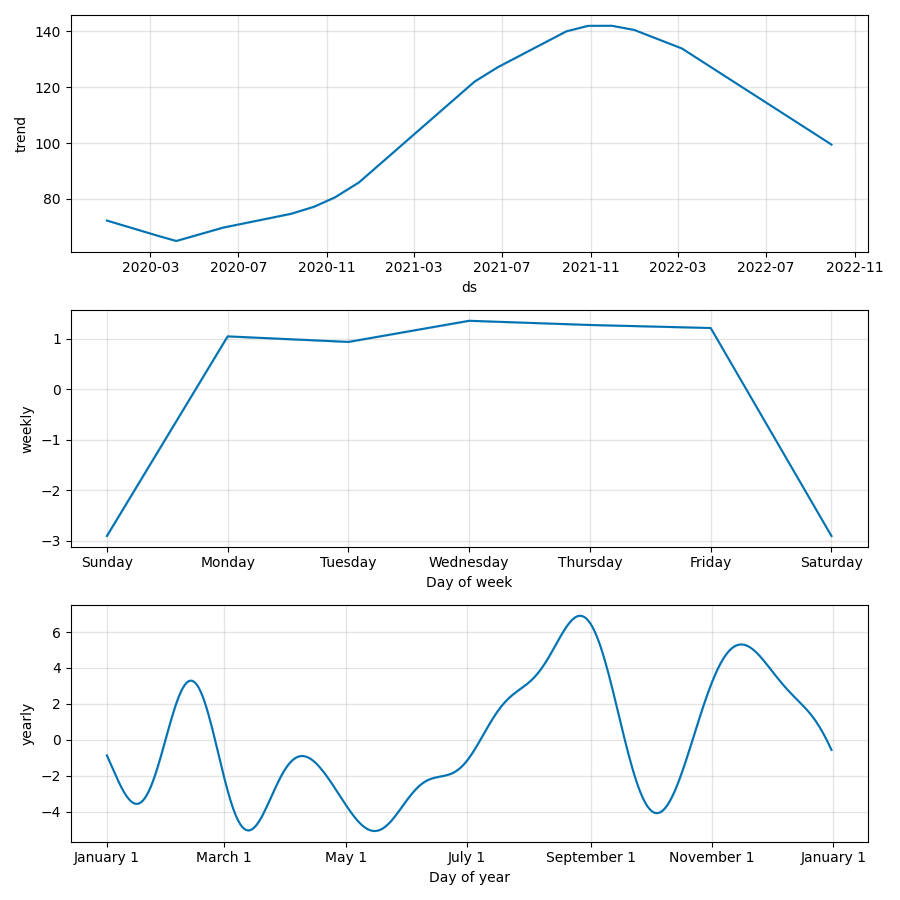 trend
140
120
100
80
2020-03 2020-07 2020-11 2021-03 2021-07 2021-11 2022-03 2022-07 2022-11
ds
weekly
1
0
−1
−2
−3
Sunday Monday Tuesday Wednesday Thursday Friday Saturday
Day of week
yearly
6
4
2
0
−2
−4
January 1 March 1 May 1 July 1 September 1 November 1 January 1
Day of year